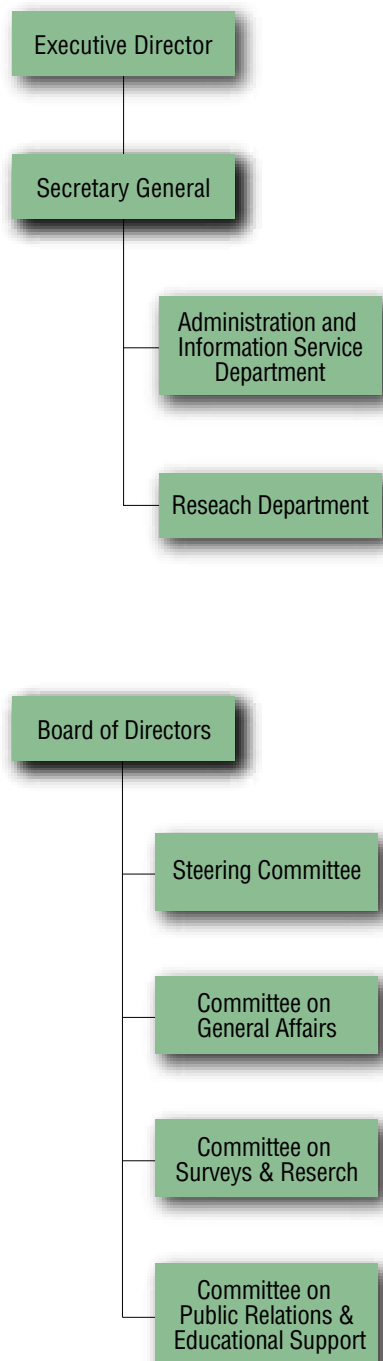 Executive Director
Secretary General
Administration and
Information Service
Department
Reseach Department
Board of Directors
Steering Committee
Committee on
General Affairs
Committee on
Surveys & Reserch
Committee on
Public Relations &
Educational Support